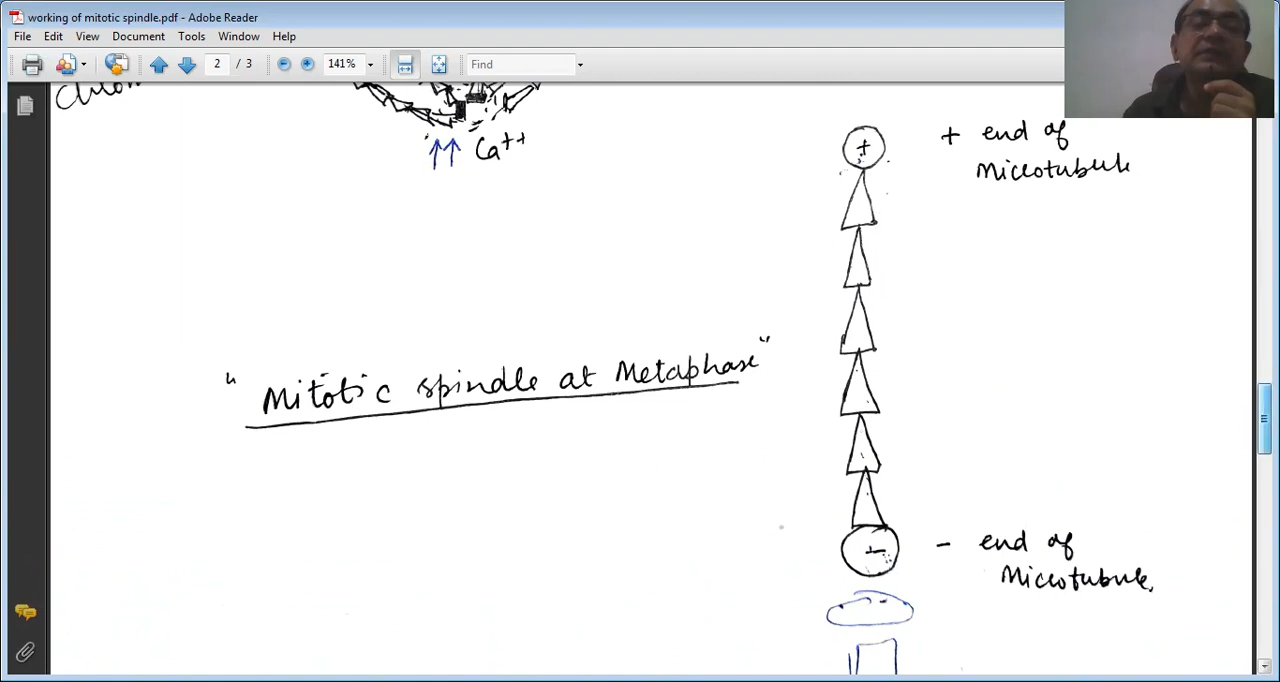 working of mitotic spindle.pdf - Adobe Reader
File Edit View Document Tools Window Help
2 / 3 141% Find
Chrom
Ca++
+ end of
Microtubule
"Mitotic spindle at Metaphase"
+
-
- end of
Microtubule